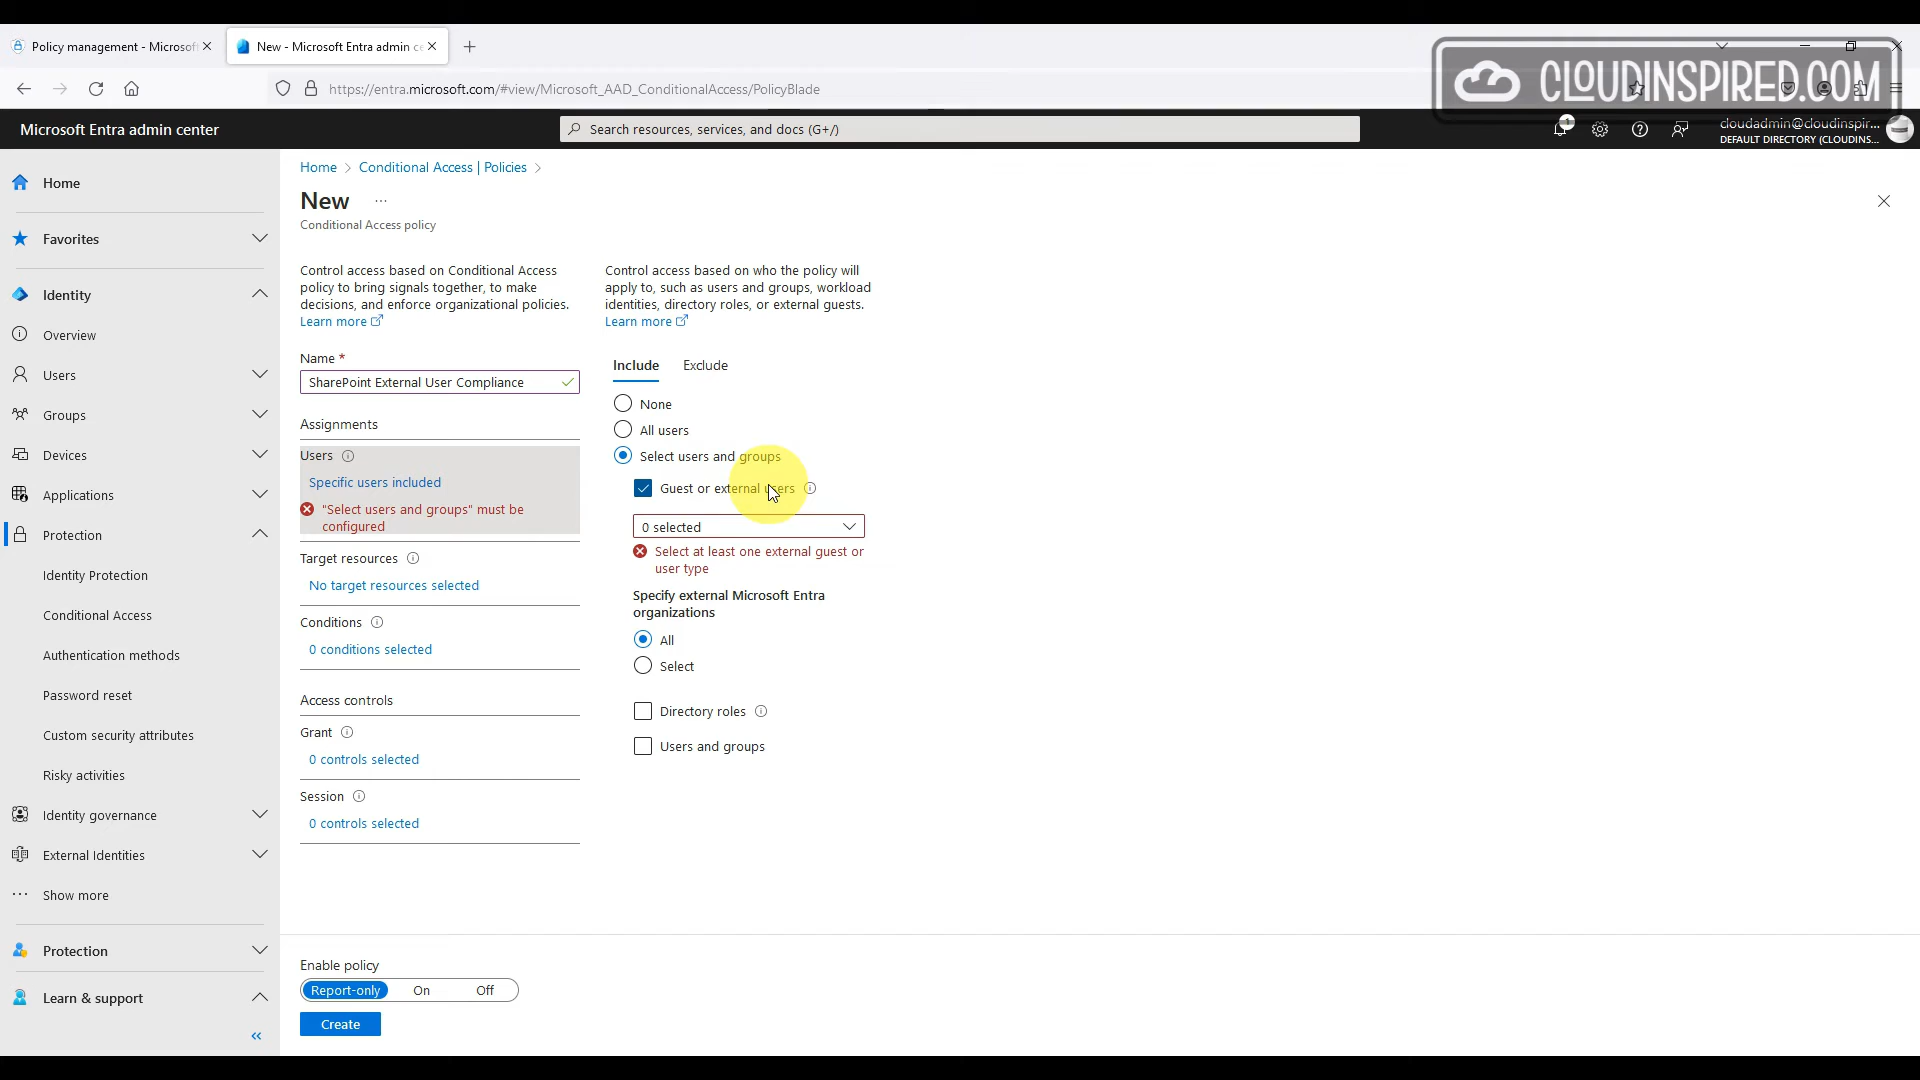 Policy management - Microsof
New - Microsoft Entra admin ce
CLOUDINSPIRED.COM
https://entra.microsoft.com/#view/Microsoft_AAD_ConditionalAccess/PolicyBlade
Microsoft Entra admin center
Search resources, services, and docs (G+/)
1
cloudadmin@cloudinspir...
DEFAULT DIRECTORY (CLOUDINS...
Home
Favorites
Identity
Overview
Users
Groups
Devices
Applications
Protection
Identity Protection
Conditional Access
Authentication methods
Password reset
Custom security attributes
Risky activities
Identity governance
External Identities
Show more
Protection
Learn & support
Home > Conditional Access | Policies >
New ...
Conditional Access policy
Control access based on Conditional Access
policy to bring signals together, to make
decisions, and enforce organizational policies.
Learn more
Name *
SharePoint External User Compliance
Assignments
Users
Specific users included
"Select users and groups" must be
configured
Target resources
No target resources selected
Conditions
0 conditions selected
Access controls
Grant
0 controls selected
Session
0 controls selected
Control access based on who the policy will
apply to, such as users and groups, workload
identities, directory roles, or external guests.
Learn more
Include Exclude
None
All users
Select users and groups
Guest or external users
0 selected
Select at least one external guest or
user type
Specify external Microsoft Entra
organizations
All
Select
Directory roles
Users and groups
Enable policy
Report-only On Off
Create